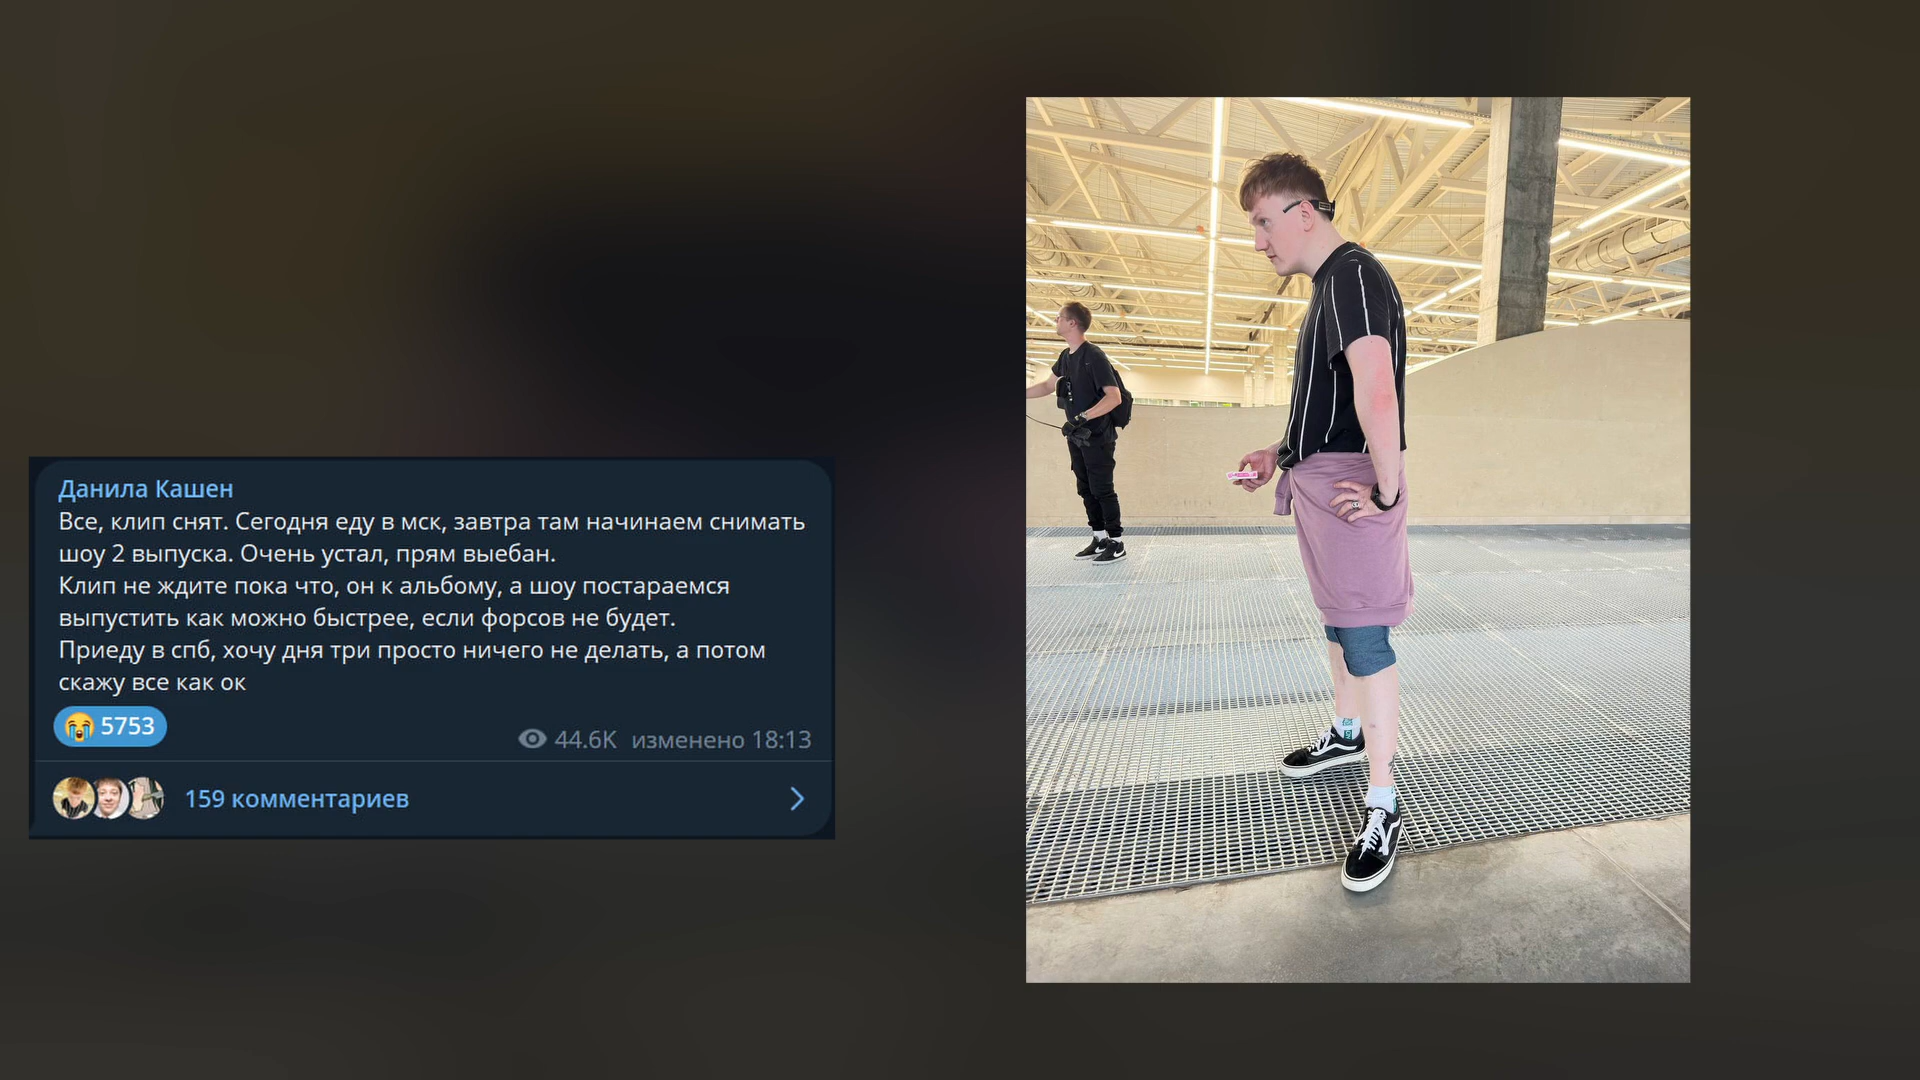 Данила Кашен
Все, клип снят. Сегодня еду в мск, завтра там начинаем снимать
шоу 2 выпуска. Очень устал, прям выебан.
Клип не ждите пока что, он к альбому, а шоу постараемся
выпустить как можно быстрее, если форсов не будет.
Приеду в спб, хочу дня три просто ничего не делать, а потом
скажу все как ок
5753
44.6K изменено 18:13
159 комментариев